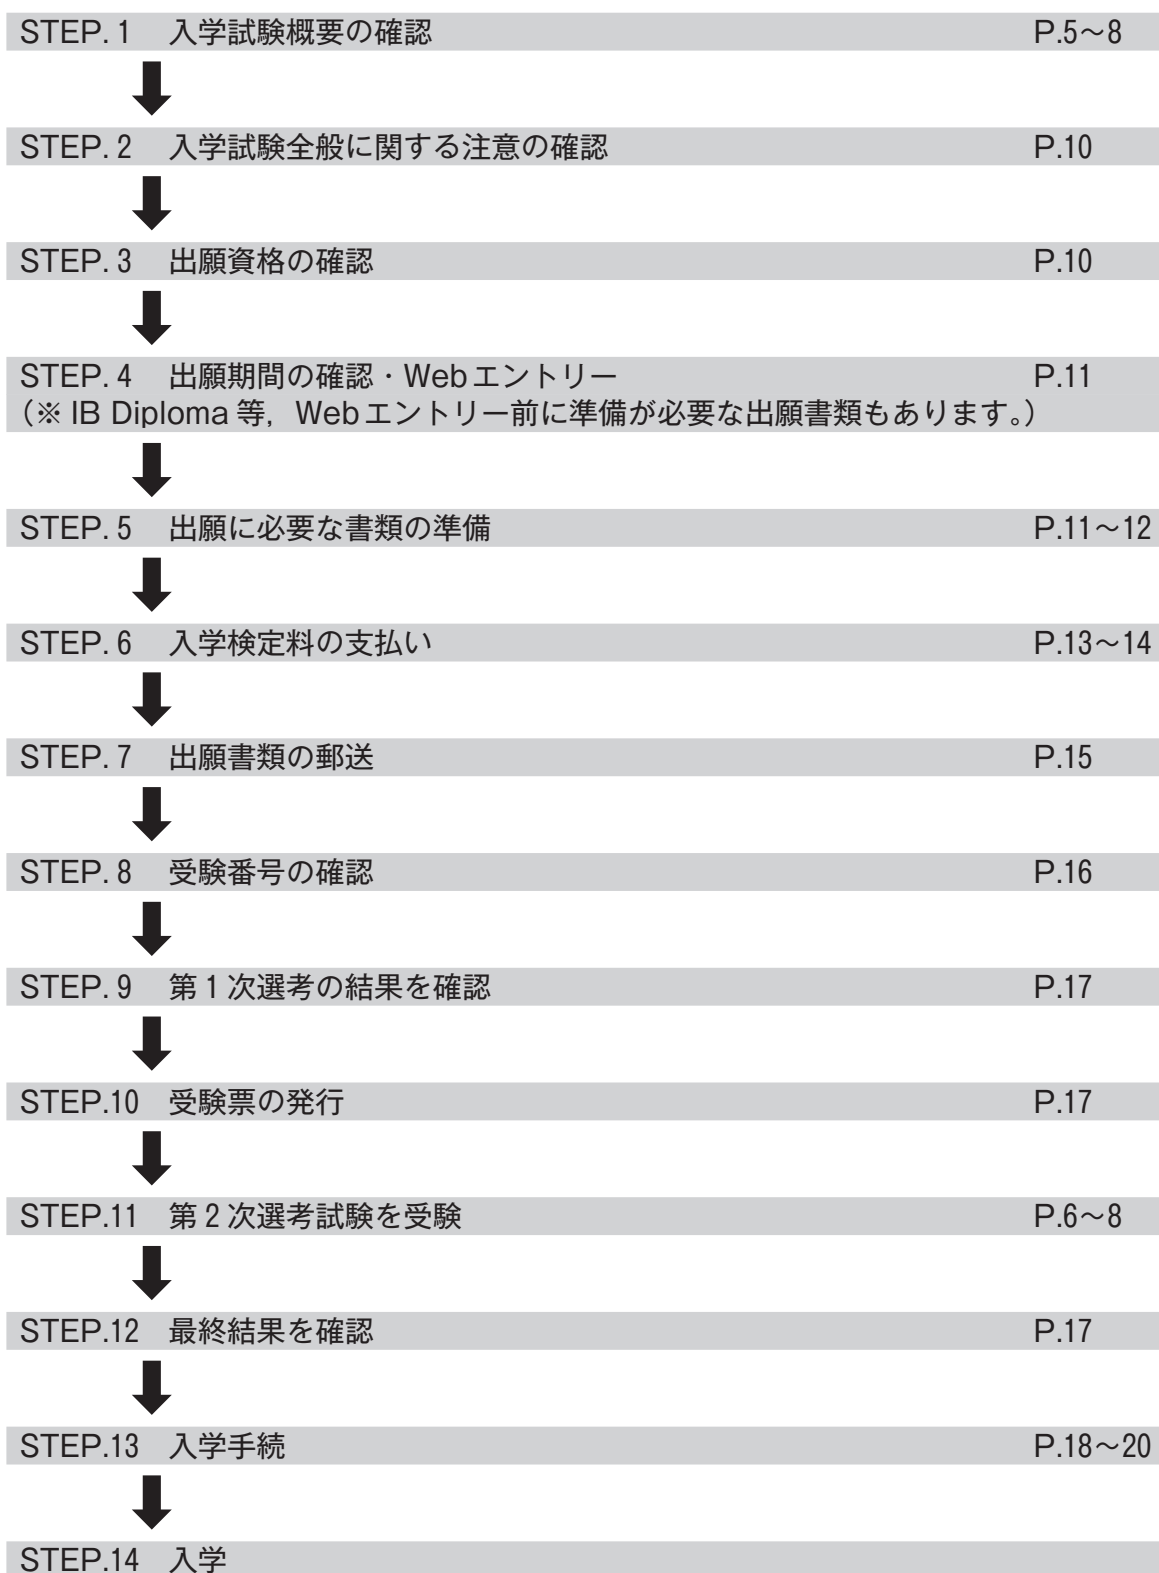 STEP. 1 入学試験概要の確認 P.5～8
STEP. 2 入学試験全般に関する注意の確認 P.10
STEP. 3 出願資格の確認 P.10
STEP. 4 出願期間の確認・Webエントリー P.11
（※ IB Diploma 等，Webエントリー前に準備が必要な出願書類もあります。）
STEP. 5 出願に必要な書類の準備 P.11～12
STEP. 6 入学検定料の支払い P.13～14
STEP. 7 出願書類の郵送 P.15
STEP. 8 受験番号の確認 P.16
STEP. 9 第1次選考の結果を確認 P.17
STEP.10 受験票の発行 P.17
STEP.11 第2次選考試験を受験 P.6～8
STEP.12 最終結果を確認 P.17
STEP.13 入学手続 P.18～20
STEP.14 入学